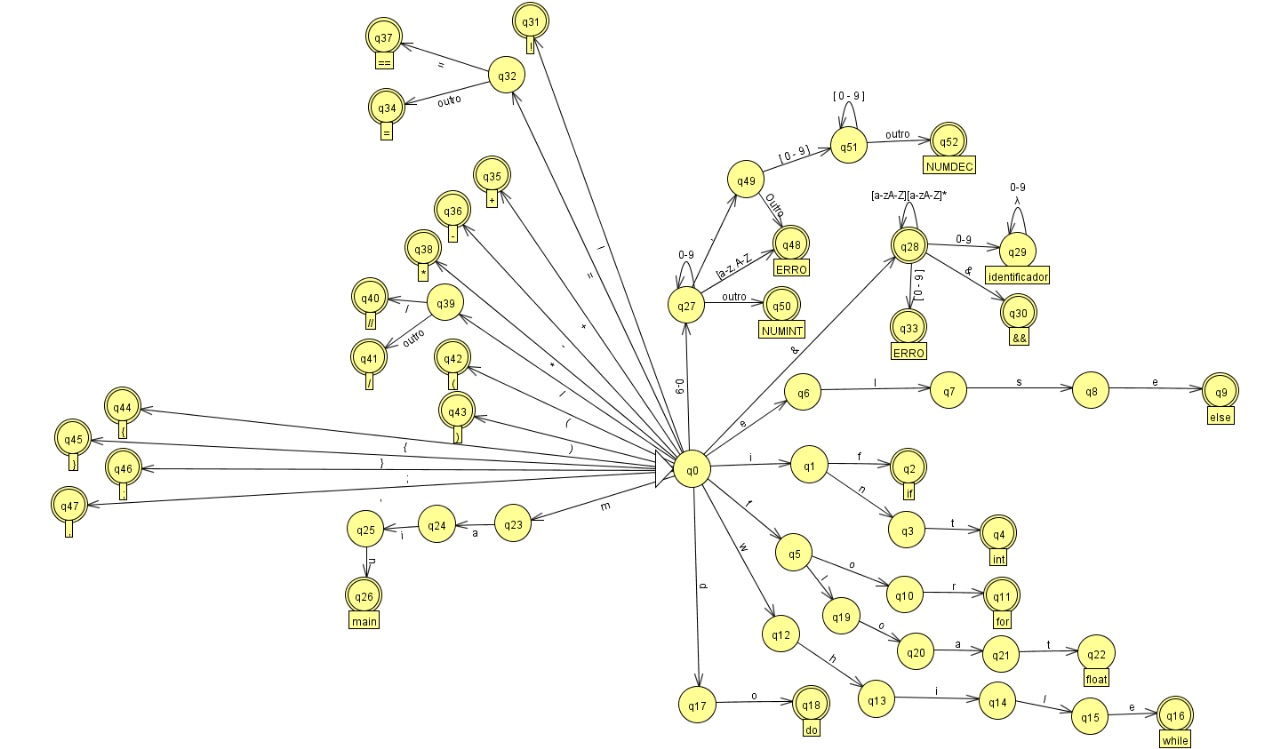 q31
!
q37
==
=
q32
outro
q34
=
[ 0 - 9 ]
q51
outro
q52
NUMDEC
[ 0 - 9 ]
q49
Outro
q35
+
q36
-
q38
*
[a-zA-Z][a-zA-Z]*
q28
0-9
0-9
λ
q29
identificador
&
q30
&&
[ 0 - 9 ]
q33
ERRO
0-9
q27
[a-z, A-Z
q48
ERRO
outro
q50
NUMINT
q40
//
/
q39
outro
q41
/
q42
(
q43
)
!
=
+
-
*
/
(
)
0-9
&
e
q6
l
q7
s
q8
e
q9
else
q44
{
q45
}
q46
;
q47
,
{
}
;
,
q0
i
q1
f
q2
if
n
q3
t
q4
int
m
q23
a
q24
i
q25
n
q26
main
f
q5
o
q10
r
q11
for
l
q19
o
q20
a
q21
t
q22
float
w
q12
h
q13
i
q14
l
q15
e
q16
while
d
q17
o
q18
do